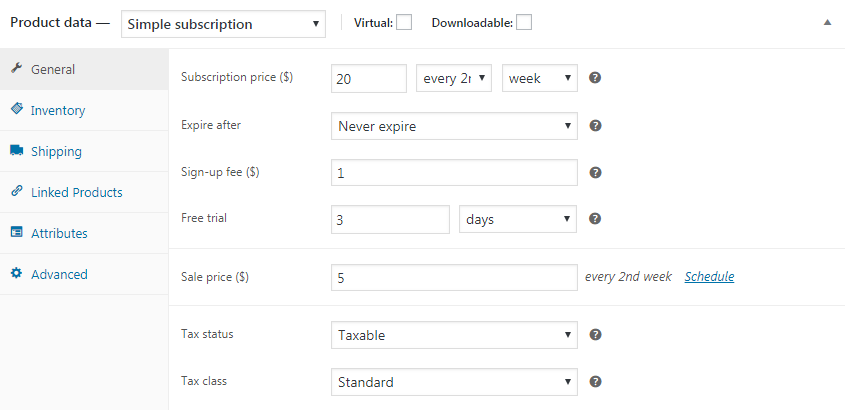 Product data — Simple subscription Virtual: Downloadable:
General
Inventory
Shipping
Linked Products
Attributes
Advanced
Subscription price ($) 20 every 2r week
Expire after Never expire
Sign-up fee ($) 1
Free trial 3 days
Sale price ($) 5 every 2nd week Schedule
Tax status Taxable
Tax class Standard